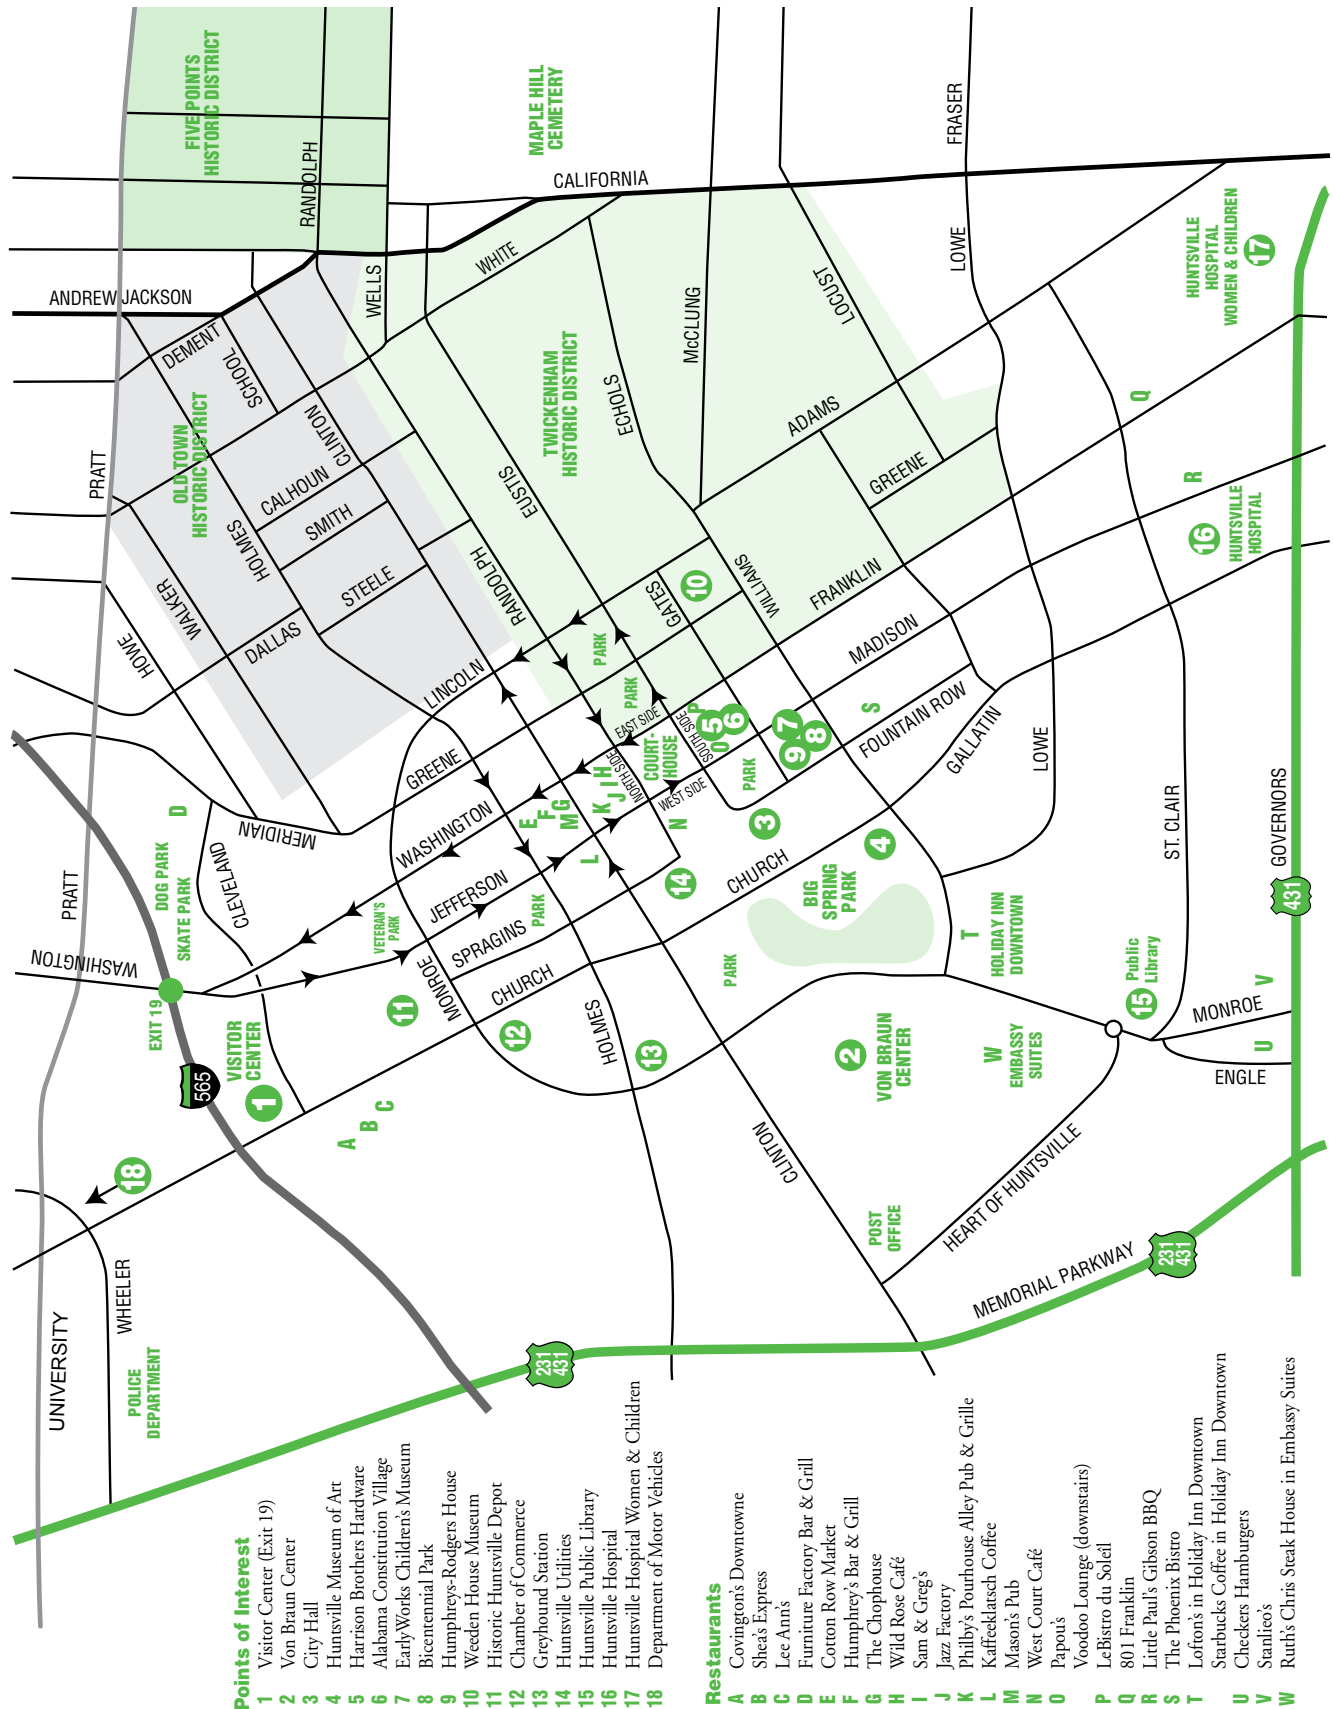 Points of Interest
1 Visitor Center (Exit 19)
2 Von Braun Center
3 City Hall
4 Huntsville Museum of Art
5 Harrison Brothers Hardware
6 Alabama Constitution Village
7 EarlyWorks Children's Museum
8 Bicentennial Park
9 Humphreys-Rodgers House
10 Weeden House Museum
11 Historic Huntsville Depot
12 Chamber of Commerce
13 Greyhound Station
14 Huntsville Utilities
15 Huntsville Public Library
16 Huntsville Hospital
17 Huntsville Hospital Women & Children
18 Department of Motor Vehicles
Restaurants
A Covington's Downtowne
B Shea's Express
C Lee Ann's
D Furniture Factory Bar & Grill
E Cotton Row Market
F Humphrey's Bar & Grill
G The Chophouse
H Wild Rose Café
I Sam & Greg's
J Jazz Factory
K Philby's Pourhouse Alley Pub & Grille
L Kaffeeklatsch Coffee
M Mason's Pub
N West Court Café
O Papou's
Voodoo Lounge (downstairs)
P LeBistro du Soleil
Q 801 Franklin
R Little Paul's Gibson BBQ
S The Phoenix Bistro
T Lofton's in Holiday Inn Downtown
Starbucks Coffee in Holiday Inn Downtown
U Checkers Hamburgers
V Stanlieo's
W Ruth's Chris Steak House in Embassy Suites
UNIVERSITY
WHEELER
POLICE
DEPARTMENT
18
565
1
VISITOR
CENTER
EXIT 19
WASHINGTON
PRATT
DOG PARK
SKATE PARK
D
CLEVELAND
MERIDIAN
A
B
C
231
431
11
VETERAN'S
PARK
MONROE
12
SPRAGINS
CHURCH
JEFFERSON
WASHINGTON
GREENE
LINCOLN
HOLMES
13
PARK
E
F
G
M
L
K
J
I
H
N
14
NORTH SIDE
EAST SIDE
SOUTH SIDE
WEST SIDE
COURT-
HOUSE
PARK
PARK
PARK
P
5
6
O
7
8
9
3
4
CHURCH
BIG
SPRING
PARK
PARK
CLINTON
2
VON BRAUN
CENTER
POST
OFFICE
W
EMBASSY
SUITES
T
HOLIDAY INN
DOWNTOWN
15
Public
Library
HEART OF HUNTSVILLE
MEMORIAL PARKWAY
231
431
ENGLE
MONROE
U
V
431
GOVERNORS
ST. CLAIR
LOWE
GALLATIN
FOUNTAIN ROW
S
MADISON
FRANKLIN
WILLIAMS
GATES
10
PRATT
HOWE
WALKER
DALLAS
STEELE
SMITH
CALHOUN
HOLMES
OLD TOWN
HISTORIC DISTRICT
CLINTON
SCHOOL
DEMENT
ANDREW JACKSON
RANDOLPH
EUSTIS
TWICKENHAM
HISTORIC DISTRICT
ECHOLS
McCLUNG
WHITE
WELLS
RANDOLPH
FIVE POINTS
HISTORIC DISTRICT
MAPLE HILL
CEMETERY
CALIFORNIA
LOCUST
ADAMS
GREENE
LOWE
FRASER
Q
R
16
HUNTSVILLE
HOSPITAL
HUNTSVILLE
HOSPITAL
WOMEN & CHILDREN
17